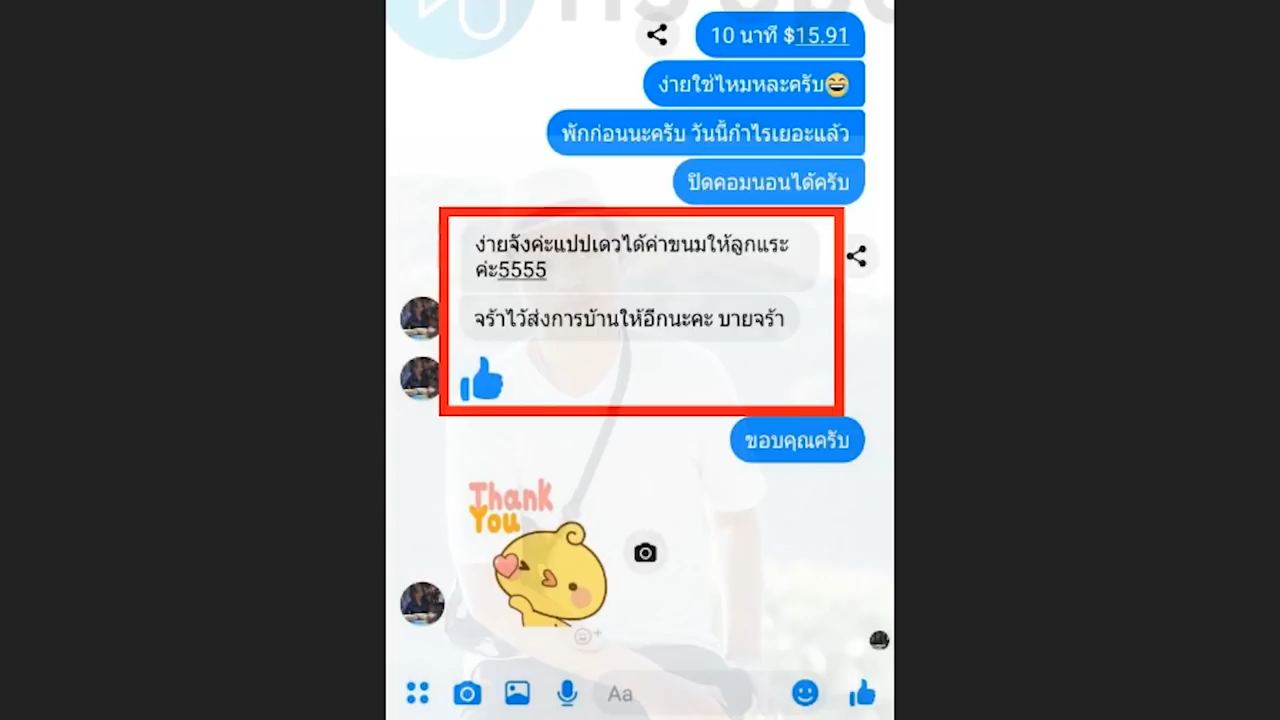 10 นาที $15.91
ง่ายใช่ไหมหละครับ😅
พักก่อนนะครับ วันนี้กำไรเยอะแล้ว
ปิดคอมนอนได้ครับ
ง่ายจังค่ะแปปเดวได้ค่าขนมให้ลูกแระ
ค่ะ5555
จร้าไว้ส่งการบ้านให้อีกนะคะ บายจร้า
ขอบคุณครับ
Thank
You
Aa